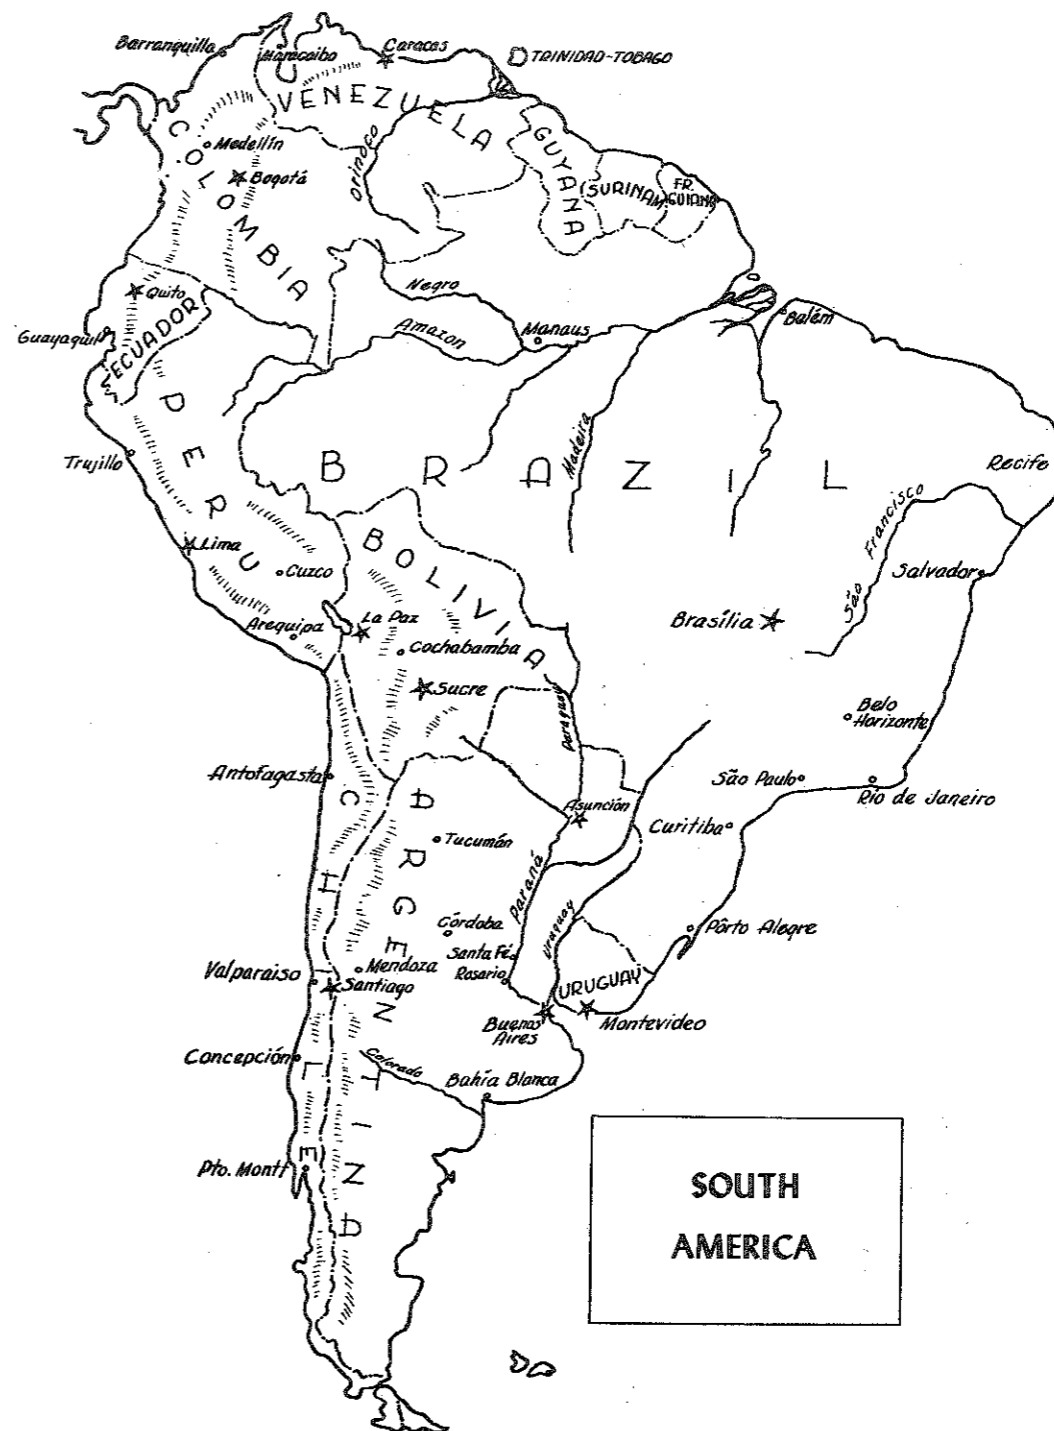 Barranquilla
Maracaibo
Caracas
TRINIDAD-TOBAGO
VENEZUELA
COLOMBIA
Medellín
Bogotá
Orinoco
GUYANA
SURINAM
FR.
GUIANA
Quito
Guayaquil
ECUADOR
Negro
Amazon
Manaus
Belém
PERU
Trujillo
BRAZIL
Madeira
Recife
São Francisco
Salvador
Lima
Cuzco
BOLIVIA
Arequipa
La Paz
Cochabamba
Sucre
Brasília
Belo
Horizonte
Paraguay
Antofagasta
CHILE
ARGENTINA
São Paulo
Río de Janeiro
Asunción
Curitiba
Tucumán
Paraná
Uruguay
Córdoba
Santa Fé
Rosario
Pôrto Alegre
Valparaiso
Mendoza
Santiago
URUGUAY
Buenos
Aires
Montevideo
Concepción
Colorado
Bahía Blanca
Pto. Montt
SOUTH
AMERICA